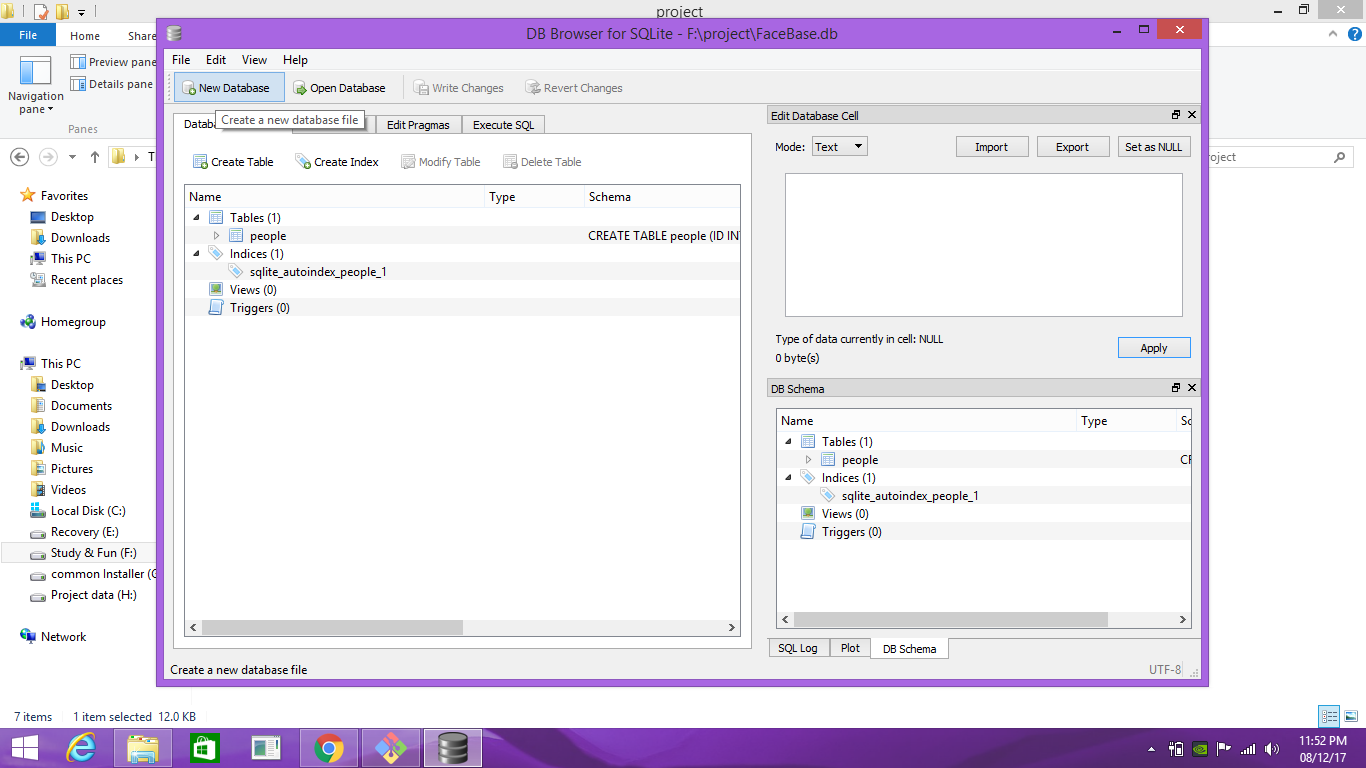 project
File Home Share
Preview pane
Details pane
Navigation
pane
Panes
T
roject
Favorites
Desktop
Downloads
This PC
Recent places
Homegroup
This PC
Desktop
Documents
Downloads
Music
Pictures
Videos
Local Disk (C:)
Recovery (E:)
Study & Fun (F:)
common Installer (
Project data (H:)
Network
7 items 1 item selected 12.0 KB
DB Browser for SQLite - F:\project\FaceBase.db
File Edit View Help
New Database Open Database Write Changes Revert Changes
Create a new database file
Databa Edit Pragmas Execute SQL
Create Table Create Index Modify Table Delete Table
Name Type Schema
Tables (1)
people CREATE TABLE people (ID IN
Indices (1)
sqlite_autoindex_people_1
Views (0)
Triggers (0)
Edit Database Cell
Mode: Text Import Export Set as NULL
Type of data currently in cell: NULL
0 byte(s)
Apply
DB Schema
Name Type Sc
Tables (1)
people CR
Indices (1)
sqlite_autoindex_people_1
Views (0)
Triggers (0)
SQL Log Plot DB Schema
Create a new database file UTF-8
11:52 PM
08/12/17